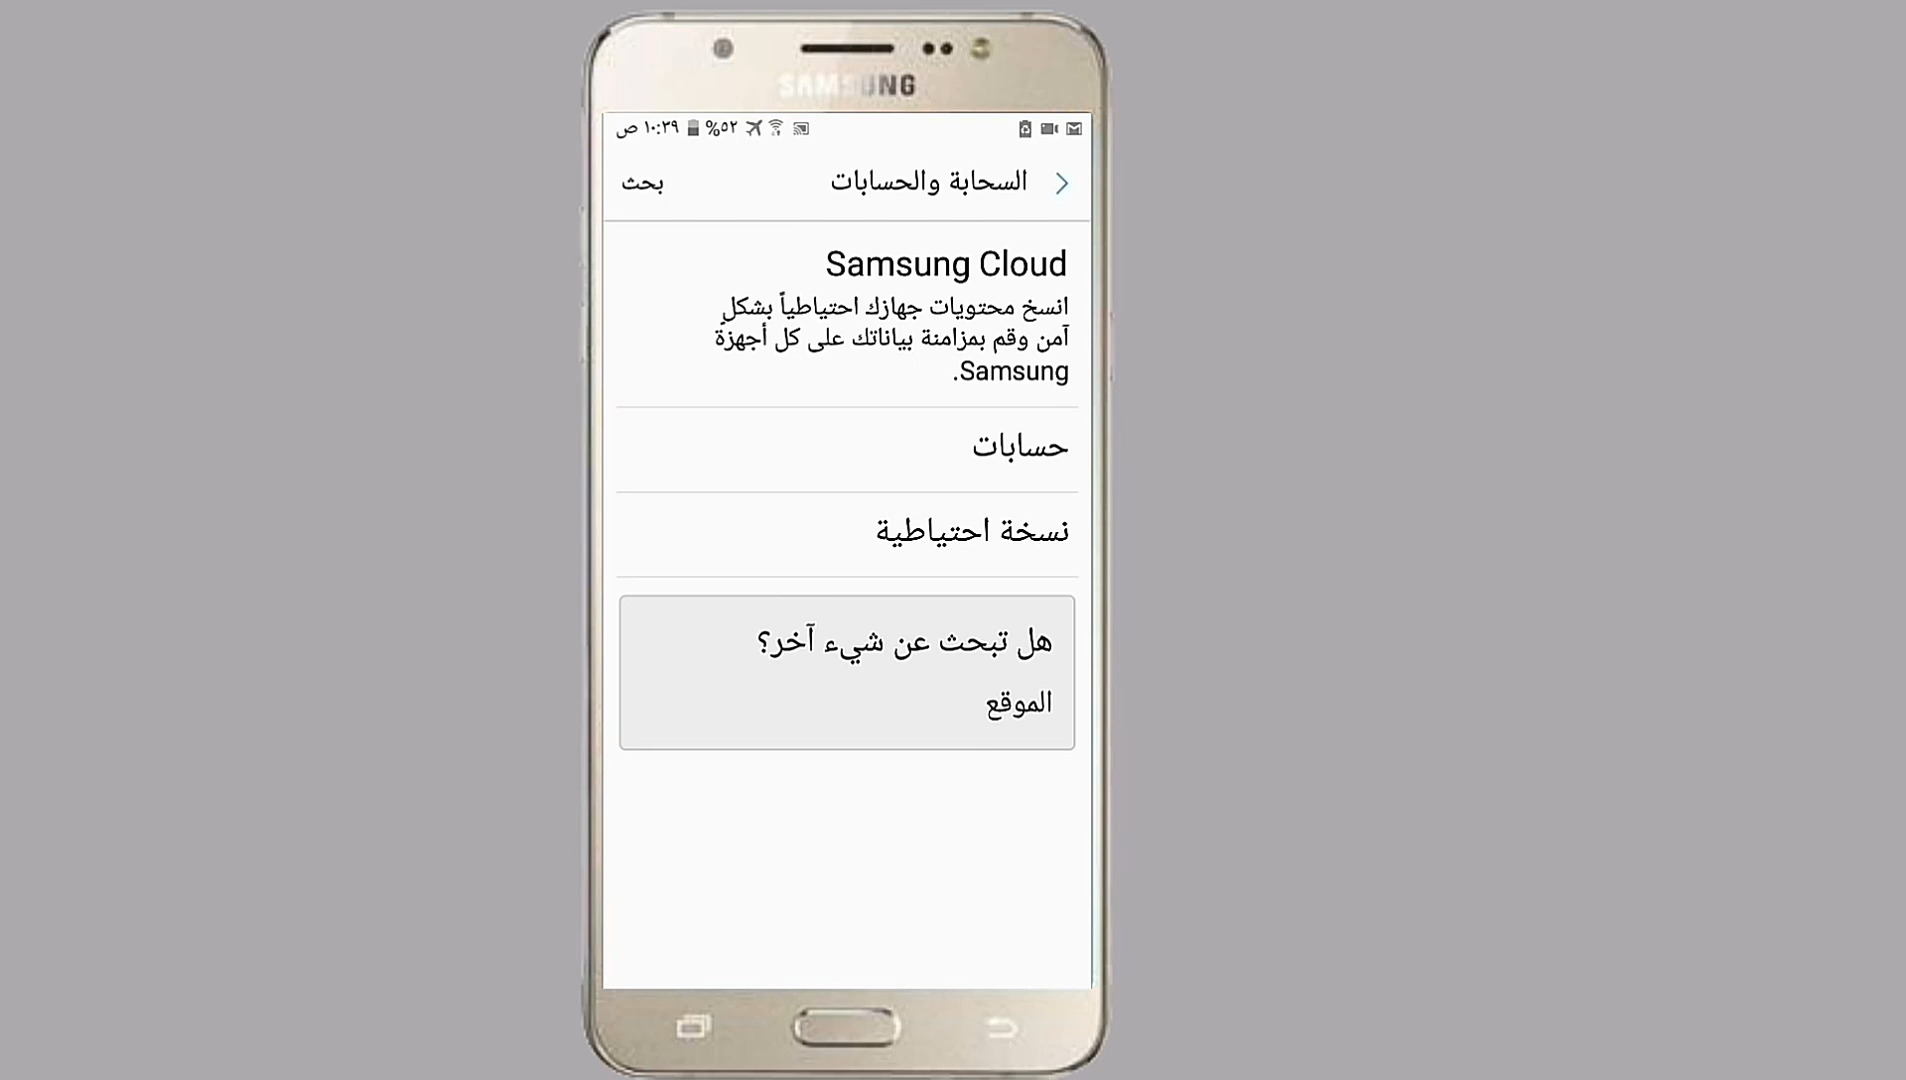 SAMSUNG
١٠:٣٩ ص %٥٢
السحابة والحسابات
بحث
Samsung Cloud
انسخ محتويات جهازك احتياطياً بشكلٍ
آمن وقم بمزامنة بياناتك على كل أجهزة
Samsung.
حسابات
نسخة احتياطية
هل تبحث عن شيء آخر؟
الموقع